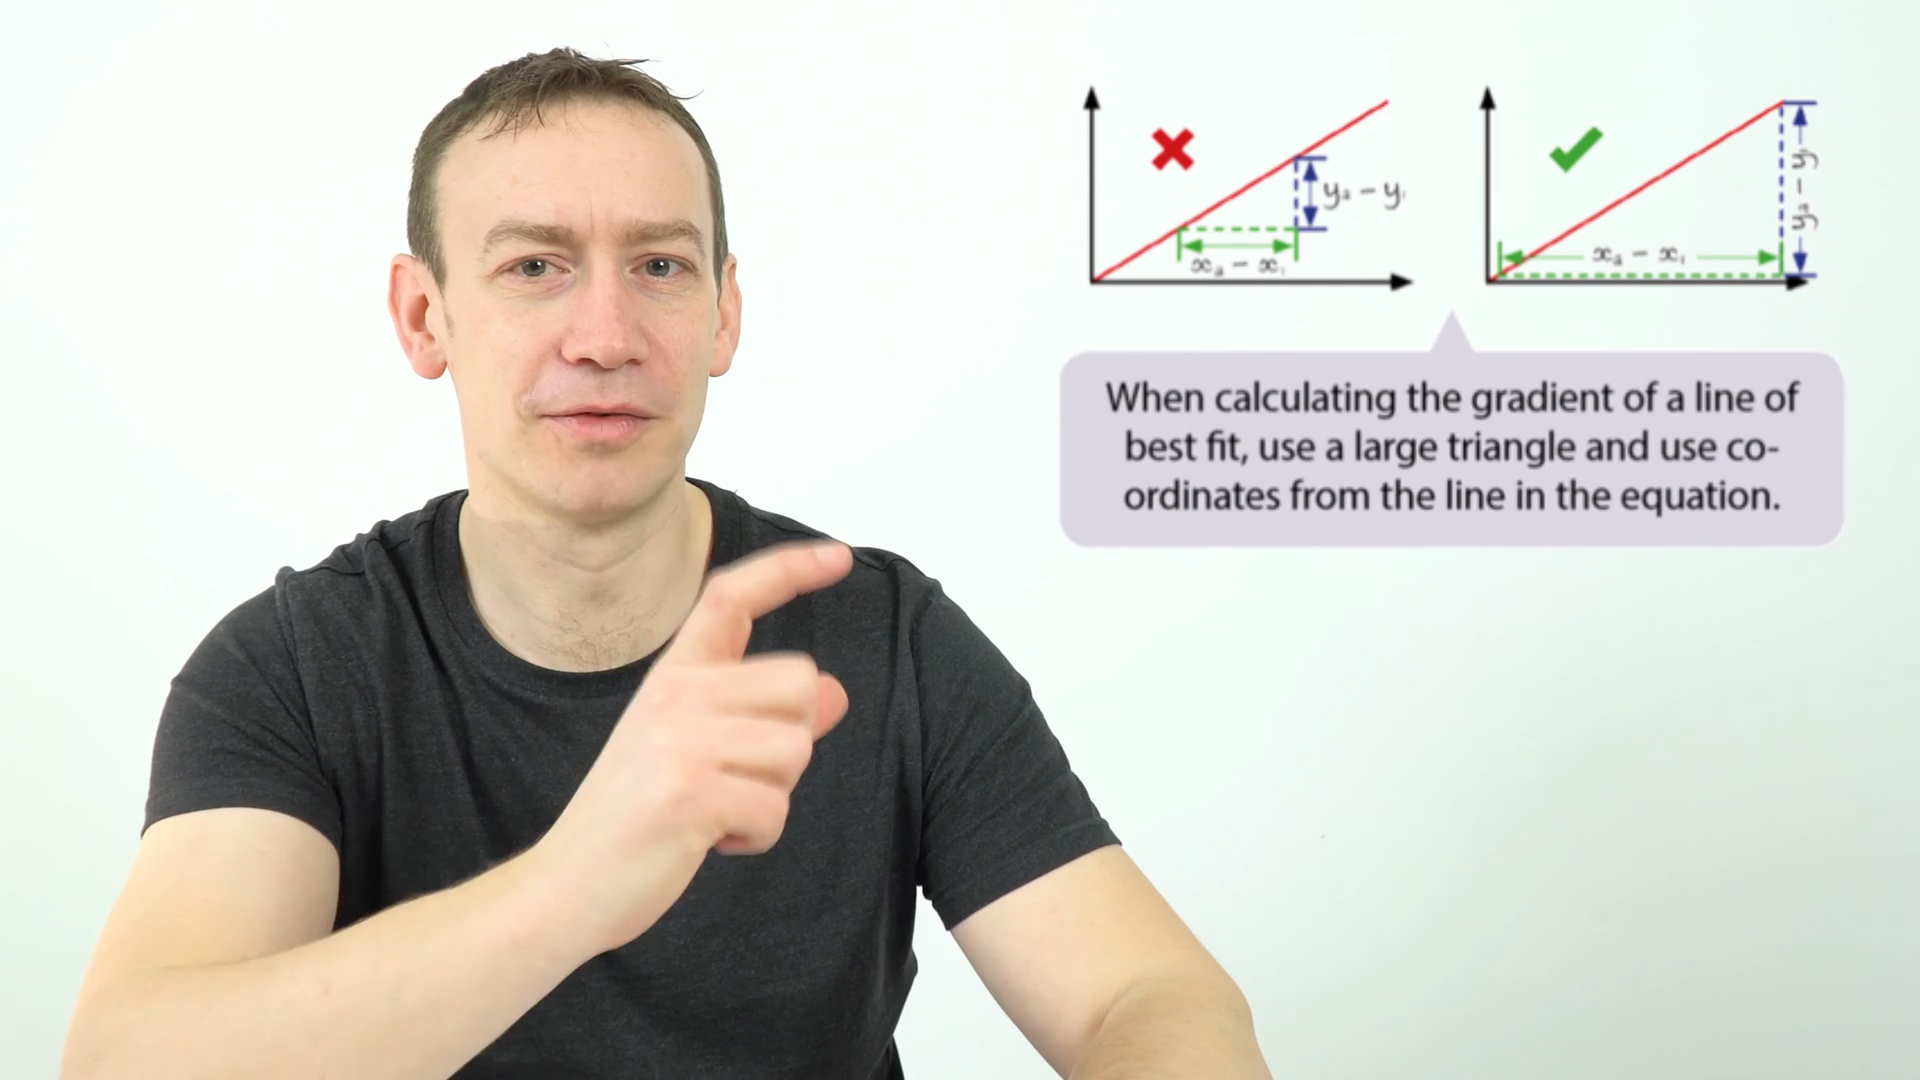 y₂ − y₁
x₂ − x₁
x₂ − x₁
y₂ − y₁
When calculating the gradient of a line of
best fit, use a large triangle and use co-
ordinates from the line in the equation.